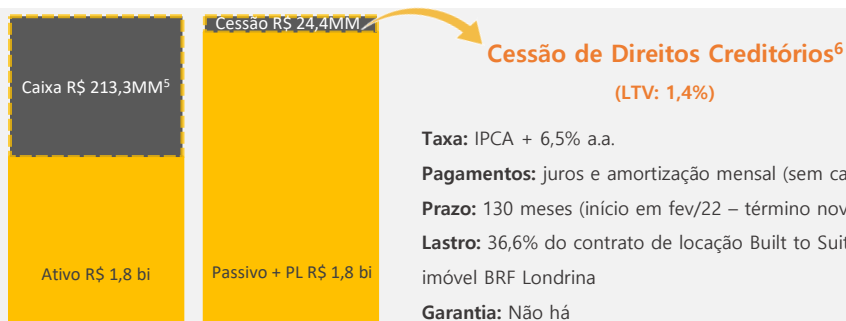 Cessão R$ 24,4MM
Caixa R$ 213,3MM⁵
Ativo R$ 1,8 bi
Passivo + PL R$ 1,8 bi
Cessão de Direitos Creditórios⁶
(LTV: 1,4%)
Taxa: IPCA + 6,5% a.a.
Pagamentos: juros e amortização mensal (sem ca
Prazo: 130 meses (início em fev/22 – término nov
Lastro: 36,6% do contrato de locação Built to Suit
imóvel BRF Londrina
Garantia: Não há